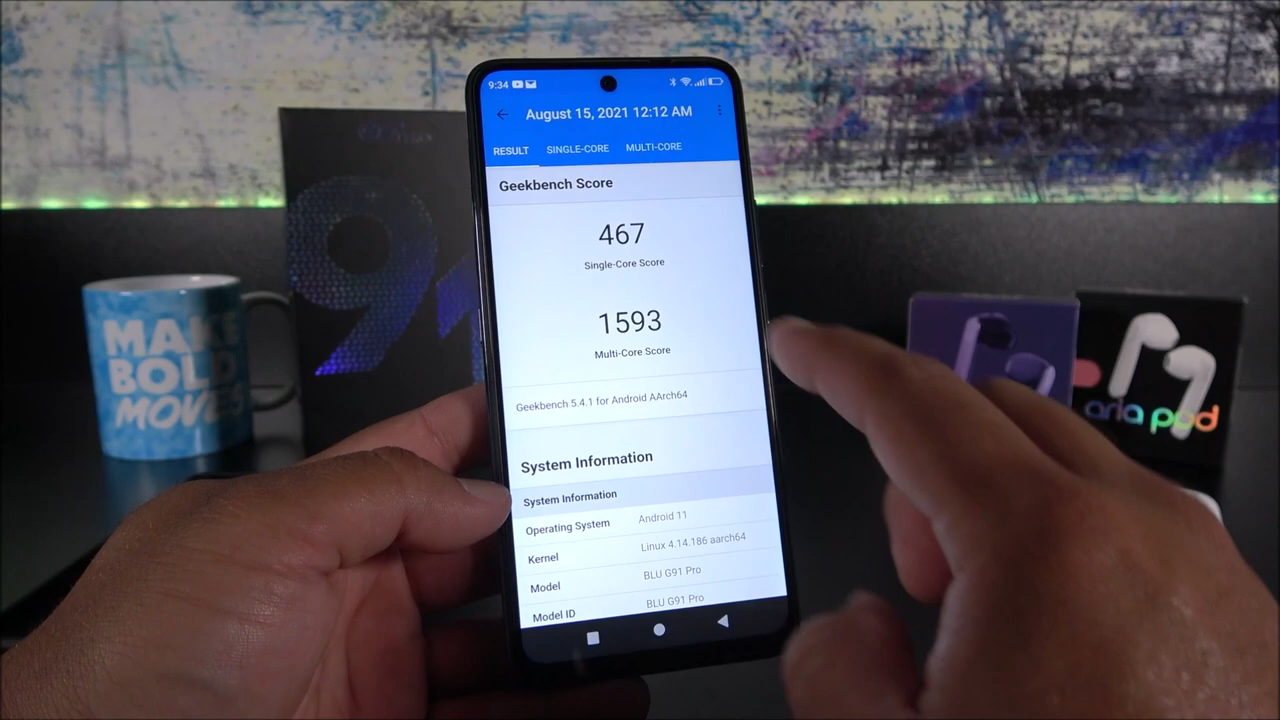 9:34
August 15, 2021 12:12 AM
RESULT SINGLE-CORE MULTI-CORE
Geekbench Score
467
Single-Core Score
1593
Multi-Core Score
Geekbench 5.4.1 for Android AArch64
System Information
System Information
Operating System Android 11
Kernel Linux 4.14.186 aarch64
Model BLU G91 Pro
Model ID BLU G91 Pro
MAKE
BOLD
MOVES
91
aria pod